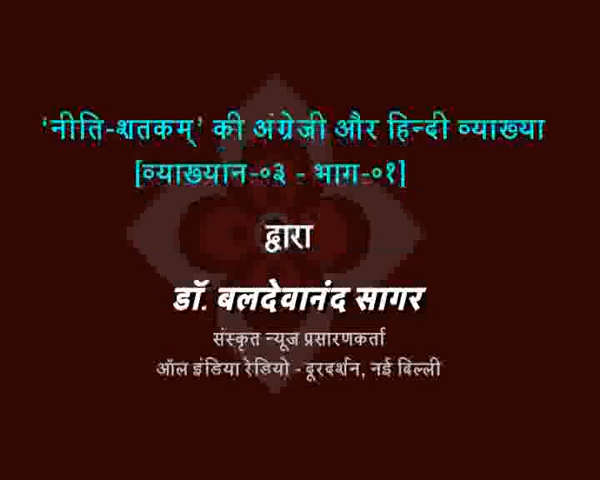 'नीति-शतकम्' की अंग्रेजी और हिन्दी व्याख्या
[व्याख्यान-०३ - भाग-०१]
द्वारा
डॉ. बलदेवानंद सागर
संस्कृत न्यूज प्रसारणकर्ता
ऑल इंडिया रेडियो - दूरदर्शन, नई दिल्ली